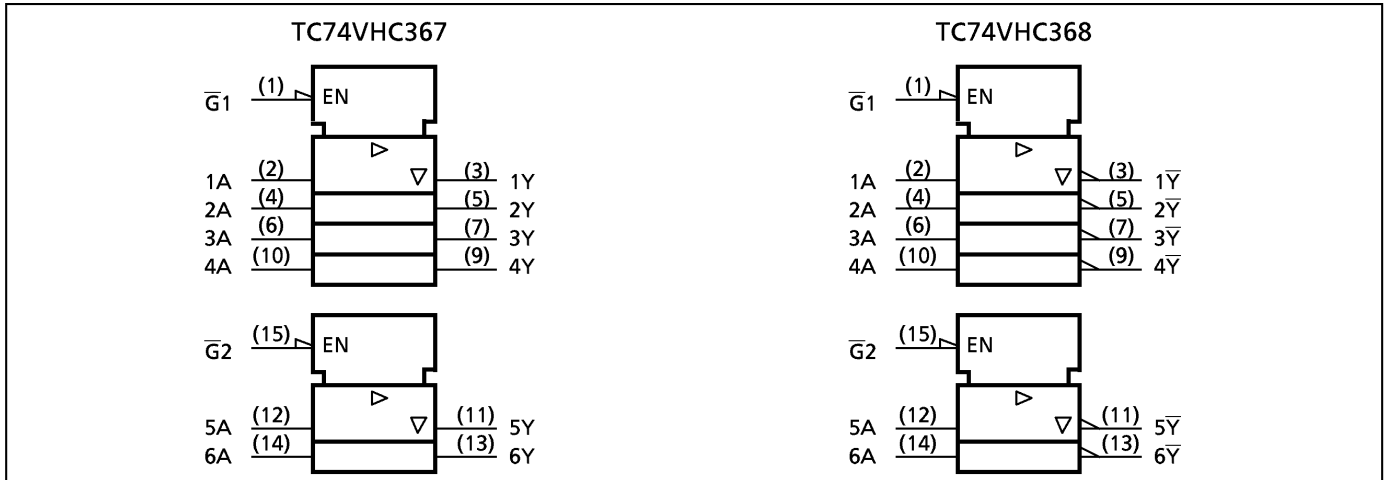 TC74VHC367
G̅1 (1) EN
1A (2) (3) 1Y
2A (4) (5) 2Y
3A (6) (7) 3Y
4A (10) (9) 4Y
G̅2 (15) EN
5A (12) (11) 5Y
6A (14) (13) 6Y
TC74VHC368
G̅1 (1) EN
1A (2) (3) 1Y̅
2A (4) (5) 2Y̅
3A (6) (7) 3Y̅
4A (10) (9) 4Y̅
G̅2 (15) EN
5A (12) (11) 5Y̅
6A (14) (13) 6Y̅